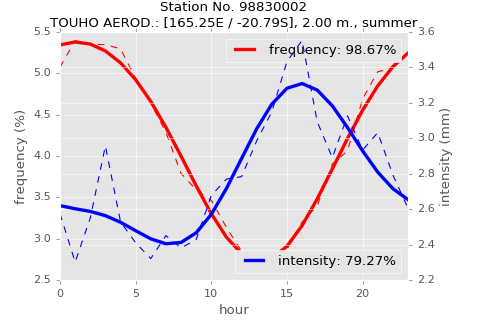 Station No. 98830002
TOUHO AEROD.: [165.25E / -20.79S], 2.00 m., summer
5.5
5.0
4.5
4.0
3.5
3.0
2.5
frequency (%)
frequency: 98.67%
intensity: 79.27%
3.6
3.4
3.2
3.0
2.8
2.6
2.4
2.2
intensity (mm)
0
5
10
15
20
hour